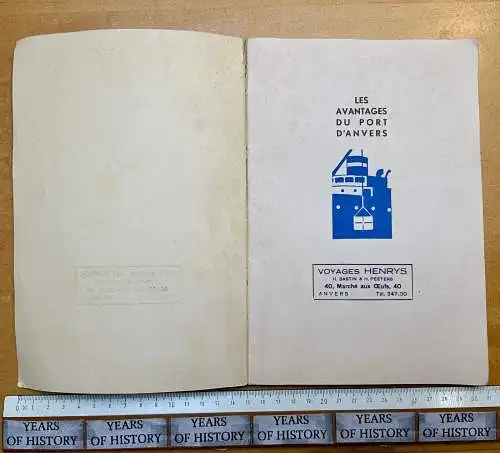 LES
AVANTAGES
DU PORT
D'ANVERS
VOYAGES HENRYS
H. BASTIN & H. PEETERS
40, Marché aux Œufs, 40
ANVERS Tél. 347.30
YEARS OF HISTORY
YEARS OF HISTORY
YEARS OF HISTORY
YEARS OF HISTORY
YEARS OF HISTORY
YEARS OF HISTORY